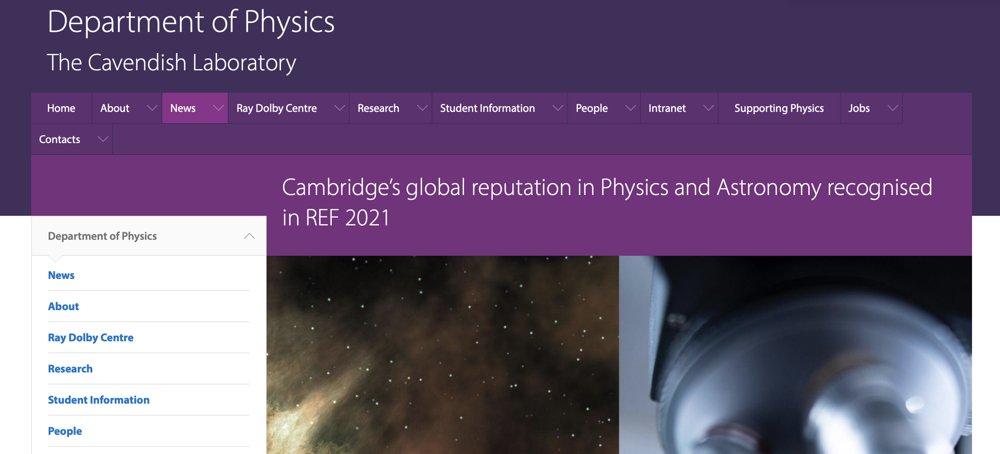 Department of Physics
The Cavendish Laboratory
Home About News Ray Dolby Centre Research Student Information People Intranet Supporting Physics Jobs
Contacts
Cambridge’s global reputation in Physics and Astronomy recognised
in REF 2021
Department of Physics
News
About
Ray Dolby Centre
Research
Student Information
People